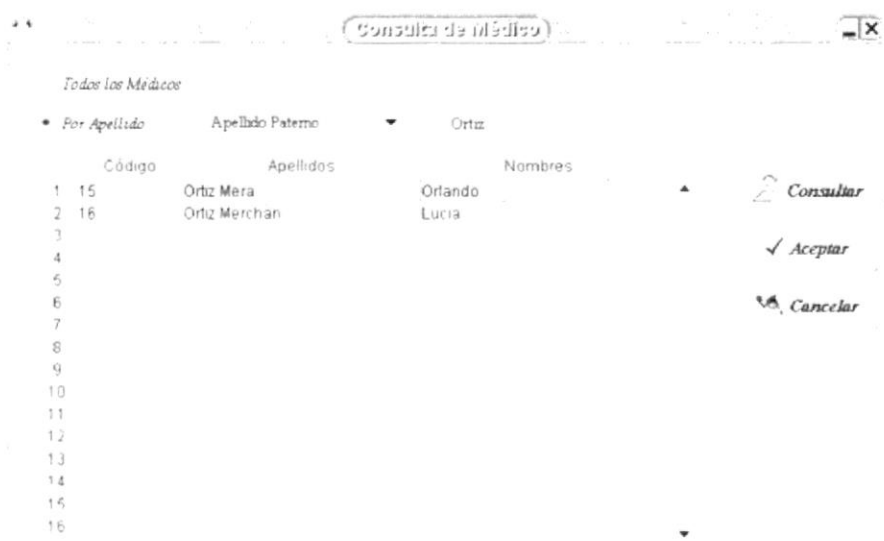 Consulta de Médico
Todos los Médicos
Por Apellido Apellido Paterno Ortiz
Código Apellidos Nombres
1 15 Ortiz Mera Orlando
2 16 Ortiz Merchan Lucia
3
4
5
6
7
8
9
10
11
12
13
14
15
16
Consultar
Aceptar
Cancelar